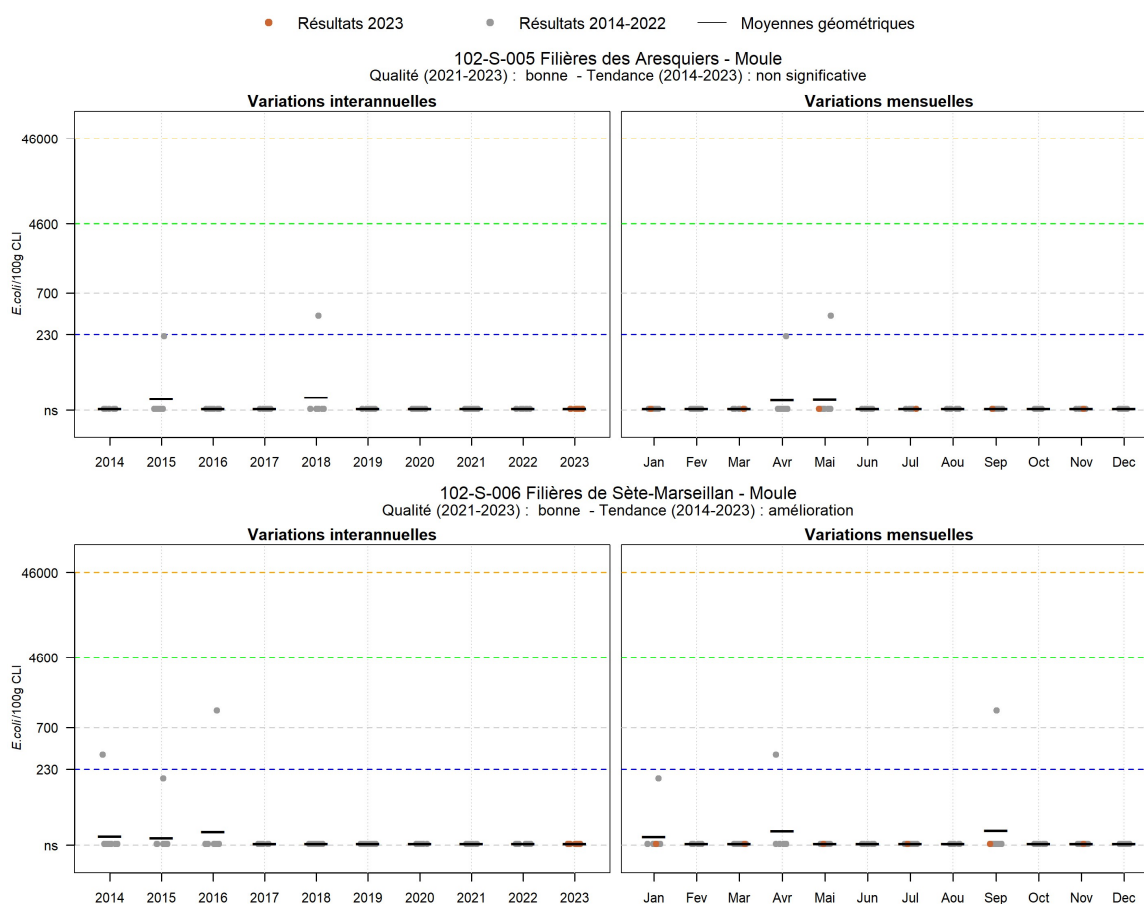 Résultats 2023 Résultats 2014-2022 Moyennes géométriques
102-S-005 Filières des Aresquiers - Moule
Qualité (2021-2023) : bonne - Tendance (2014-2023) : non significative
Variations interannuelles Variations mensuelles
46000
4600
700
230
ns
E.coli/100g CLI
2014 2015 2016 2017 2018 2019 2020 2021 2022 2023 Jan Fev Mar Avr Mai Jun Jul Aou Sep Oct Nov Dec
102-S-006 Filières de Sète-Marseillan - Moule
Qualité (2021-2023) : bonne - Tendance (2014-2023) : amélioration
Variations interannuelles Variations mensuelles
46000
4600
700
230
ns
E.coli/100g CLI
2014 2015 2016 2017 2018 2019 2020 2021 2022 2023 Jan Fev Mar Avr Mai Jun Jul Aou Sep Oct Nov Dec